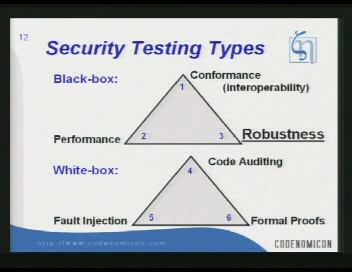 12
Security Testing Types
Black-box:
Conformance
(interoperability)
1
Performance
2
3
Robustness
White-box:
Code Auditing
4
Fault Injection
5
6
Formal Proofs
http://www.codenomicon.com
CODENOMICON